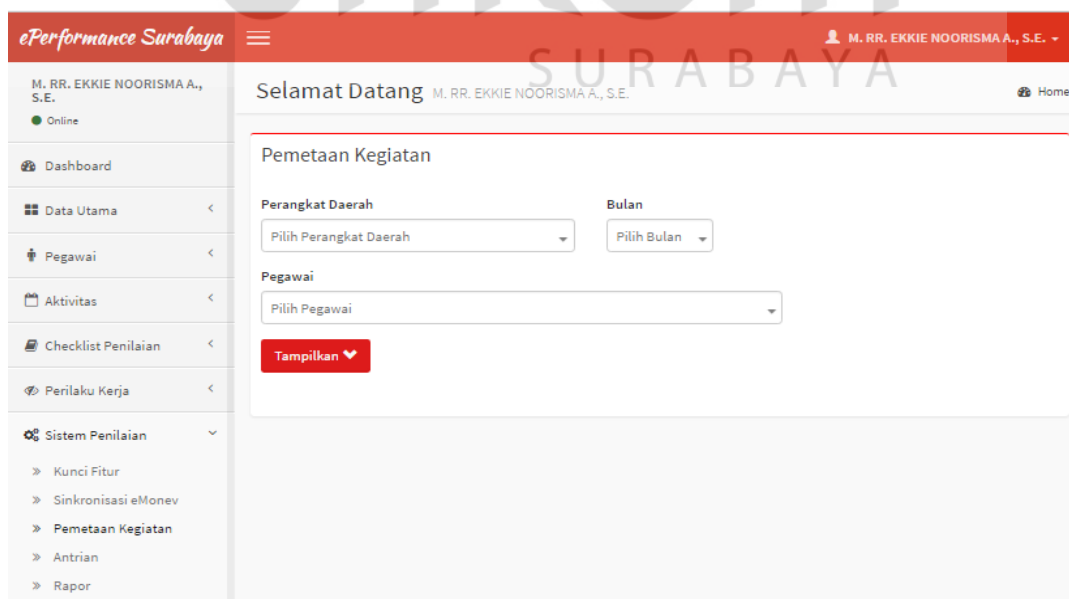 ePerformance Surabaya
M. RR. EKKIE NOORISMA A., S.E.
SURABAYA
M. RR. EKKIE NOORISMA A.,
S.E.
Online
Selamat Datang M. RR. EKKIE NOORISMA A., S.E.
Home
Dashboard
Data Utama
Pegawai
Aktivitas
Checklist Penilaian
Perilaku Kerja
Sistem Penilaian
Kunci Fitur
Sinkronisasi eMonev
Pemetaan Kegiatan
Antrian
Rapor
Pemetaan Kegiatan
Perangkat Daerah
Bulan
Pilih Perangkat Daerah
Pilih Bulan
Pegawai
Pilih Pegawai
Tampilkan